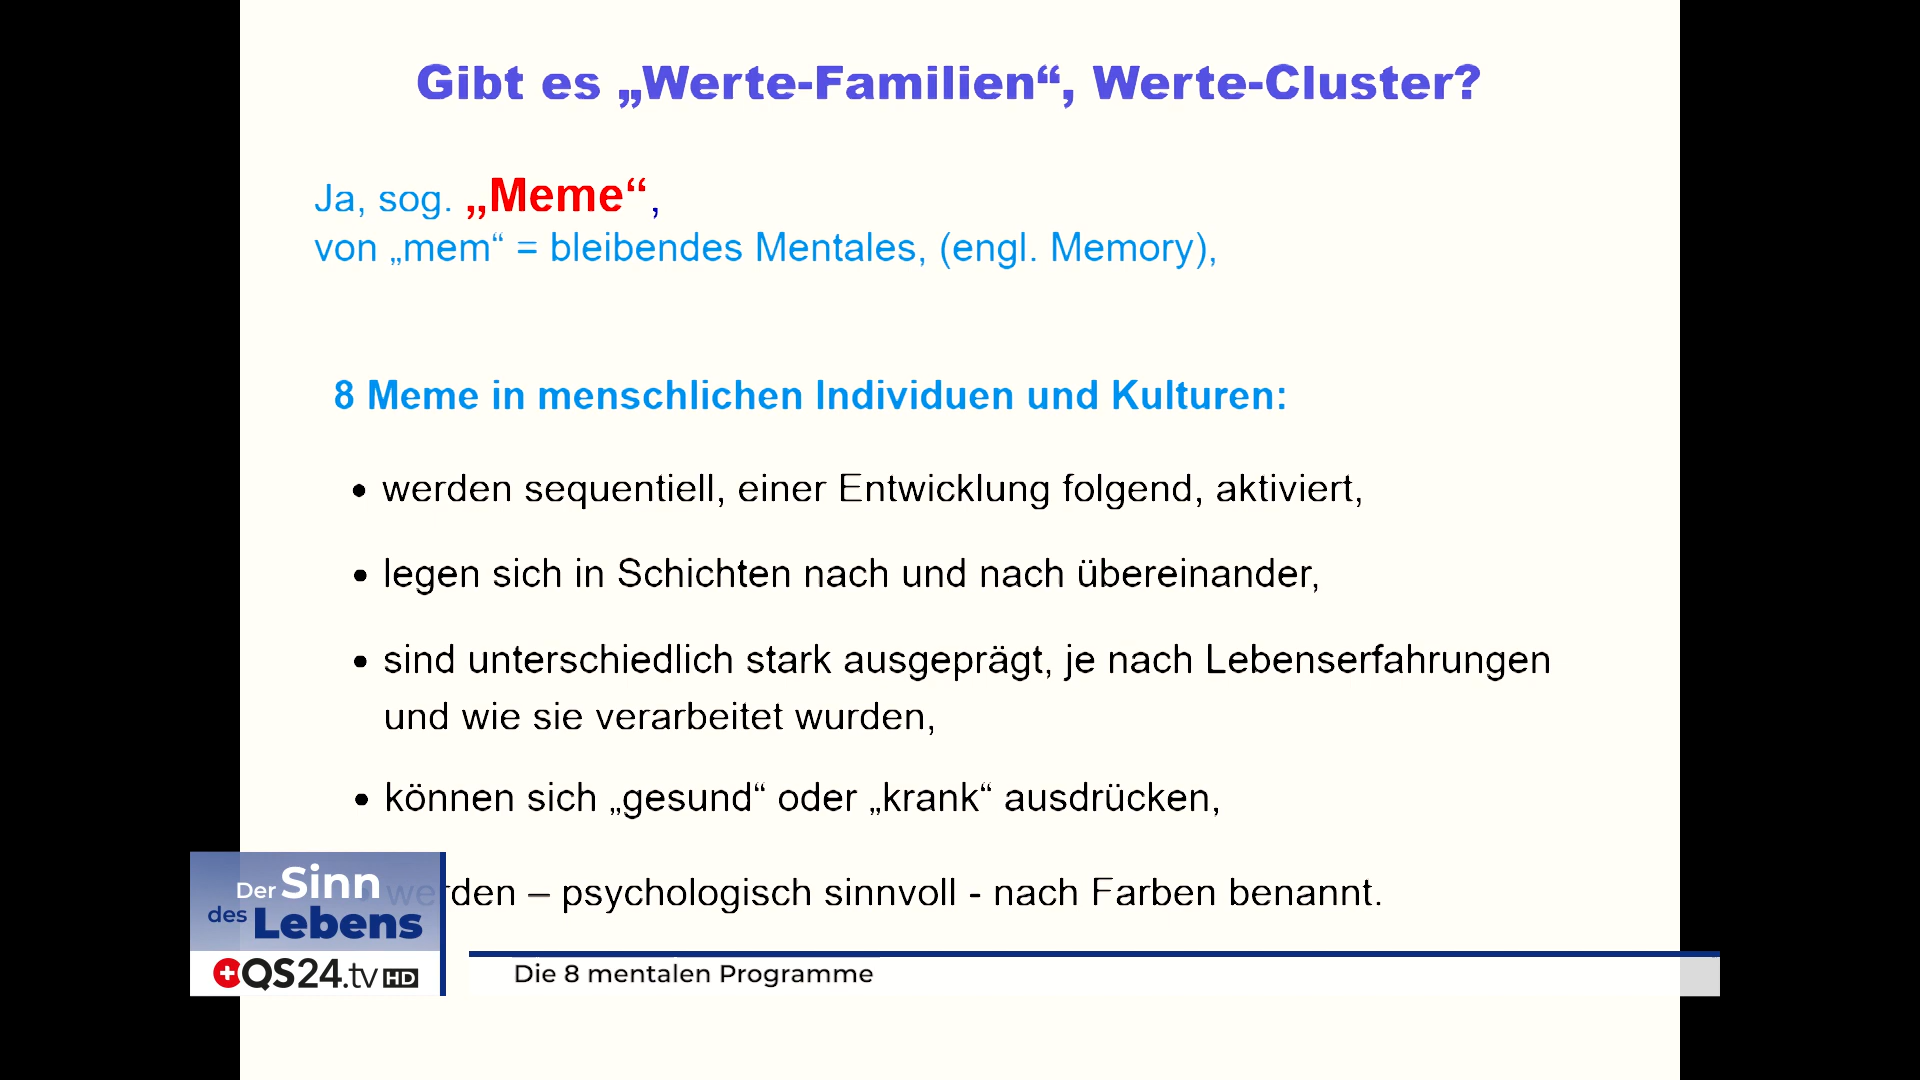 Gibt es „Werte-Familien“, Werte-Cluster?
Ja, sog. „Meme“,
von „mem“ = bleibendes Mentales, (engl. Memory),
8 Meme in menschlichen Individuen und Kulturen:
• werden sequentiell, einer Entwicklung folgend, aktiviert,
• legen sich in Schichten nach und nach übereinander,
• sind unterschiedlich stark ausgeprägt, je nach Lebenserfahrungen
und wie sie verarbeitet wurden,
• können sich „gesund“ oder „krank“ ausdrücken,
• werden – psychologisch sinnvoll - nach Farben benannt.
Der Sinn
des Lebens
QS24.tv HD
Die 8 mentalen Programme